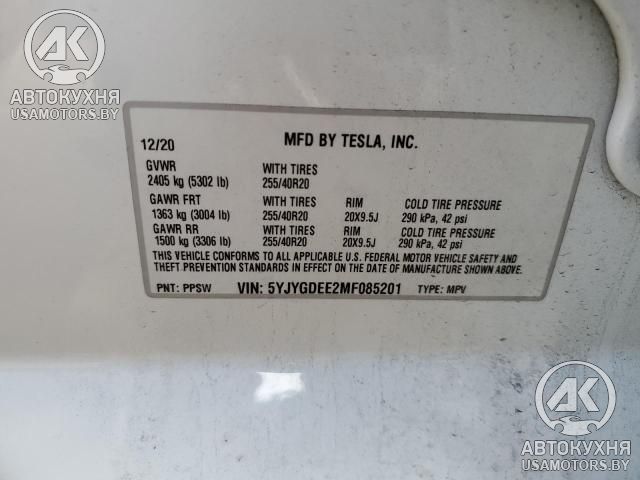 AK
АВТОКУХНЯ
USAMOTORS.BY
12/20 MFD BY TESLA, INC.
GVWR WITH TIRES
2405 kg (5302 lb) 255/40R20
GAWR FRT WITH TIRES RIM COLD TIRE PRESSURE
1363 kg (3004 lb) 255/40R20 20X9.5J 290 kPa, 42 psi
GAWR RR WITH TIRES RIM COLD TIRE PRESSURE
1500 kg (3306 lb) 255/40R20 20X9.5J 290 kPa, 42 psi
THIS VEHICLE CONFORMS TO ALL APPLICABLE U.S. FEDERAL MOTOR VEHICLE SAFETY AND
THEFT PREVENTION STANDARDS IN EFFECT ON THE DATE OF MANUFACTURE SHOWN ABOVE.
PNT: PPSW VIN: 5YJYGDEE2MF085201 TYPE: MPV
AK
АВТОКУХНЯ
USAMOTORS.BY